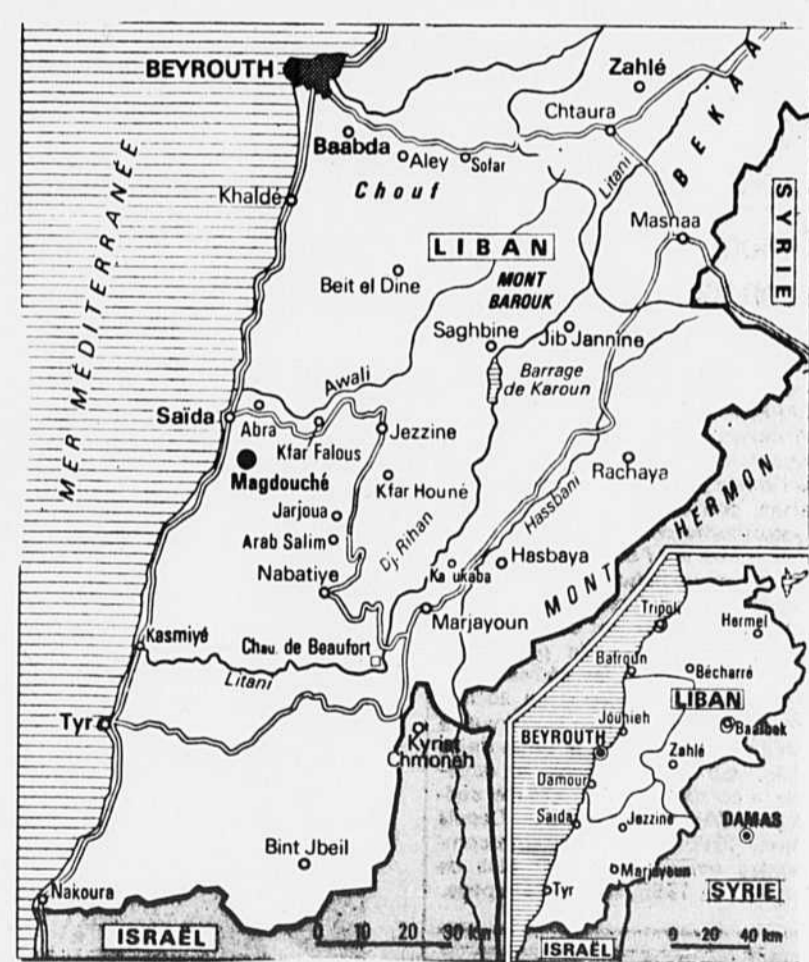 BEYROUTH
Zahlé
Chtaura
BEKAA
Baabda
Aley
Sofar
Chouf
Litani
Khaldé
MER MÉDITERRANÉE
Masnaa
SYRIE
LIBAN
Beit el Dine
MONT
BAROUK
Saghbine
Jib Jannine
Barrage
de Karoun
Awali
Saïda
Abra
Kfar Falous
Jezzine
Magdouché
Kfar Houné
Rachaya
Jarjoua
Arab Salim
Dj. Rihan
Hassbani
MONT HERMON
Nabatiye
Kaukaba
Hasbaya
Marjayoun
Kasmiyé
Chau. de Beaufort
Litani
Tyr
Kyriat
Chmoneh
Bint Jbeil
Nakoura
ISRAËL
0 10 20 30 km
Tripoli
Hermel
Batroun
Bécharré
LIBAN
Jounieh
Baalbek
BEYROUTH
Zahlé
Damour
Saida
Jezzine
DAMAS
Marjayoun
Tyr
SYRIE
ISRAËL
0 20 40 km